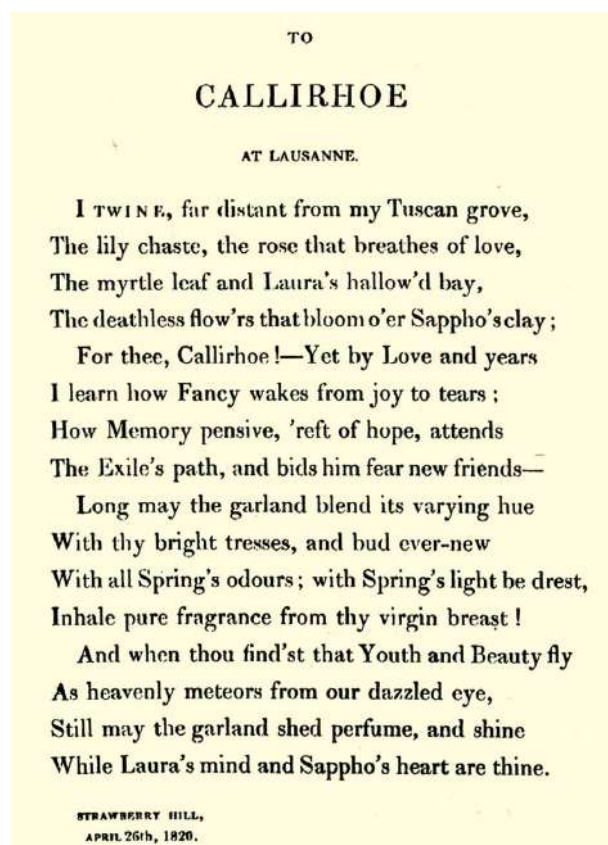 TO
CALLIRHOE
AT LAUSANNE.
I TWINE, far distant from my Tuscan grove,
The lily chaste, the rose that breathes of love,
The myrtle leaf and Laura's hallow'd bay,
The deathless flow'rs that bloom o'er Sappho's clay;
For thee, Callirhoe!—Yet by Love and years
I learn how Fancy wakes from joy to tears;
How Memory pensive, 'reft of hope, attends
The Exile's path, and bids him fear new friends—
Long may the garland blend its varying hue
With thy bright tresses, and bud ever-new
With all Spring's odours; with Spring's light be drest,
Inhale pure fragrance from thy virgin breast!
And when thou find'st that Youth and Beauty fly
As heavenly meteors from our dazzled eye,
Still may the garland shed perfume, and shine
While Laura's mind and Sappho's heart are thine.
STRAWBERRY HILL,
APRIL 26th, 1820.